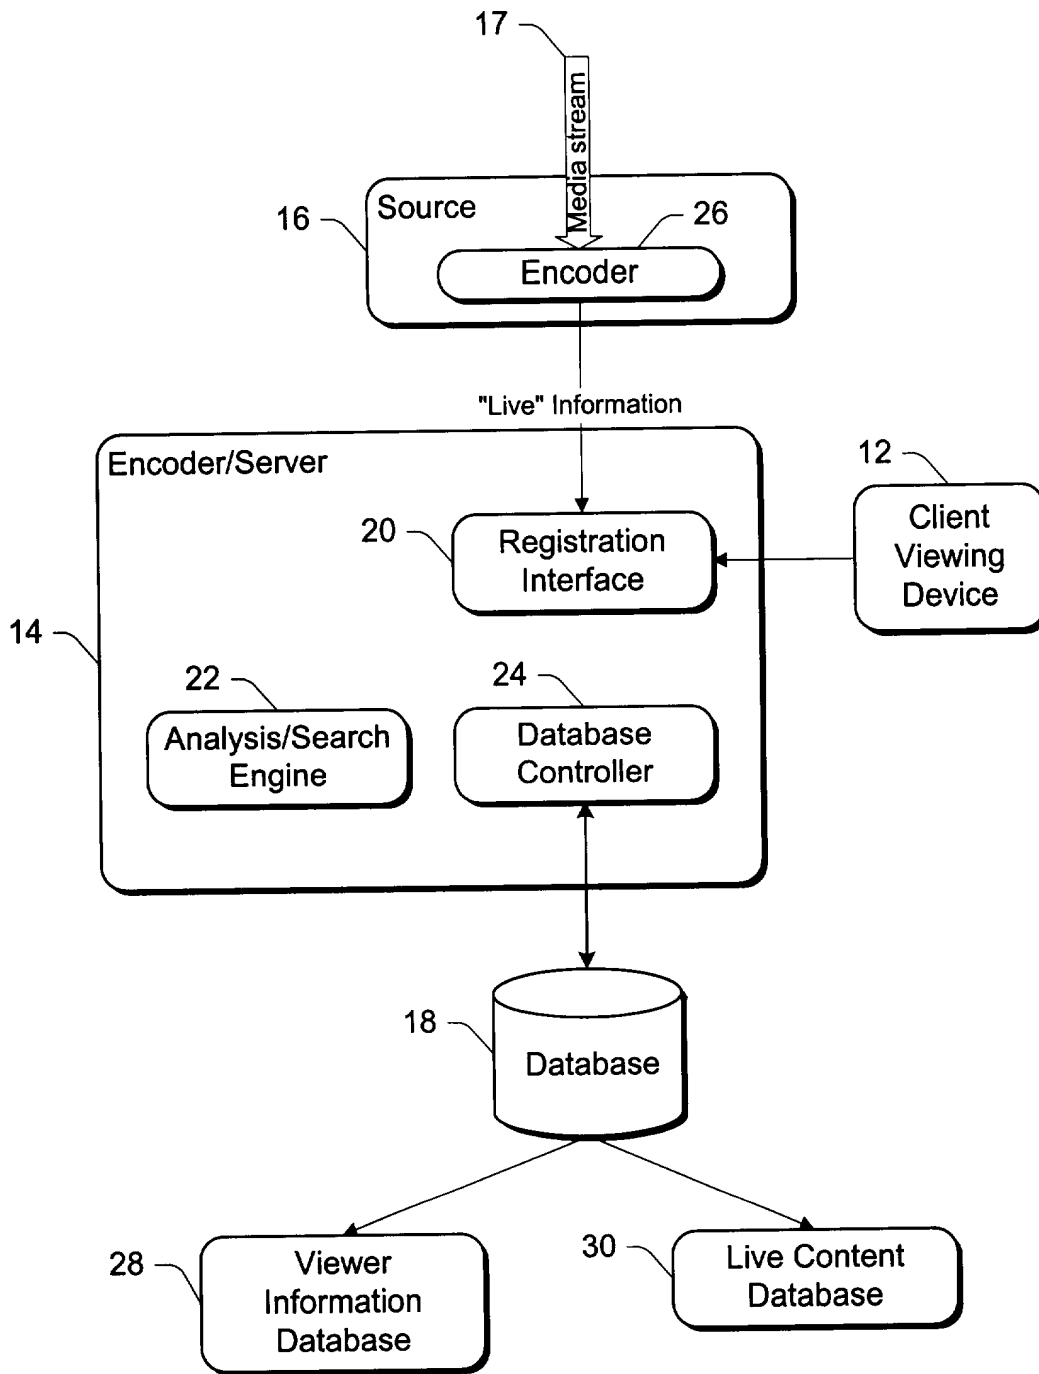 17
Media stream
Source
16
26
Encoder
"Live" Information
Encoder/Server
12
Client
Viewing
Device
20
Registration
Interface
14
22
24
Analysis/Search
Engine
Database
Controller
18
Database
28
Viewer
Information
Database
30
Live Content
Database